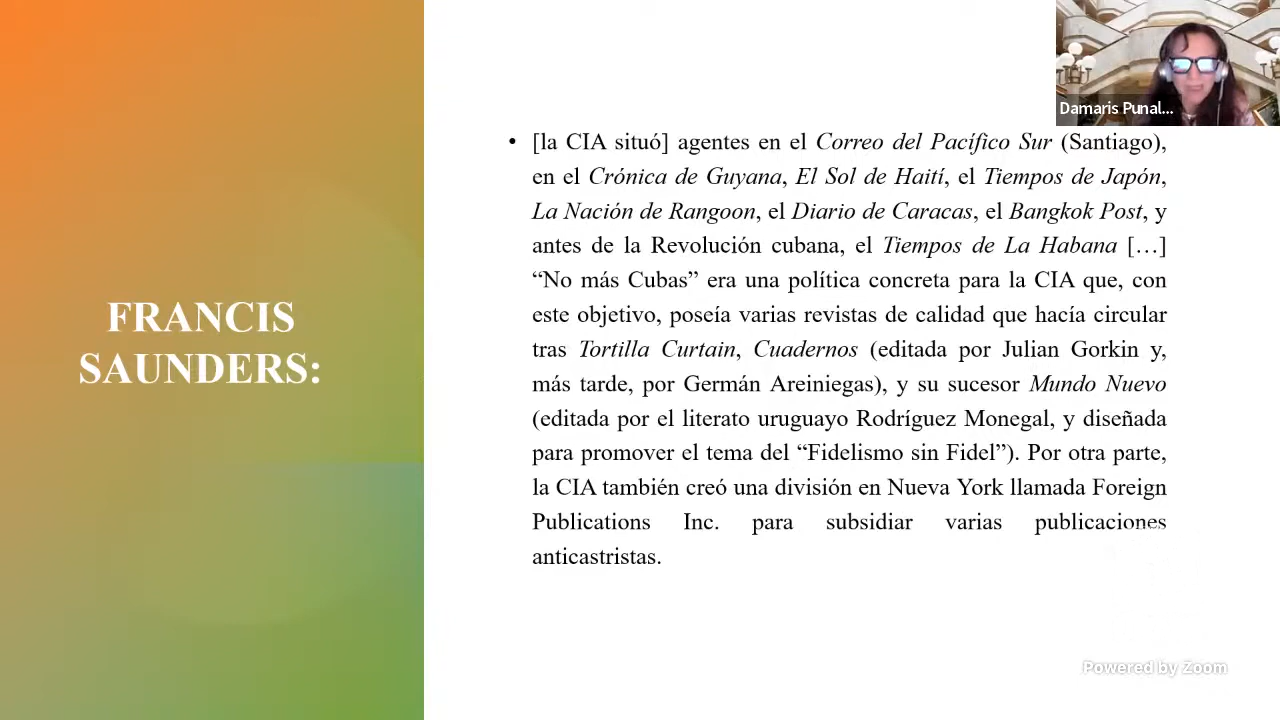 FRANCIS
SAUNDERS:
Damaris Punal...
• [la CIA situó] agentes en el Correo del Pacífico Sur (Santiago),
en el Crónica de Guyana, El Sol de Haití, el Tiempos de Japón,
La Nación de Rangoon, el Diario de Caracas, el Bangkok Post, y
antes de la Revolución cubana, el Tiempos de La Habana […]
“No más Cubas” era una política concreta para la CIA que, con
este objetivo, poseía varias revistas de calidad que hacía circular
tras Tortilla Curtain, Cuadernos (editada por Julian Gorkin y,
más tarde, por Germán Areiniegas), y su sucesor Mundo Nuevo
(editada por el literato uruguayo Rodríguez Monegal, y diseñada
para promover el tema del “Fidelismo sin Fidel”). Por otra parte,
la CIA también creó una división en Nueva York llamada Foreign
Publications Inc. para subsidiar varias publicaciones
anticastristas.
Powered by Zoom